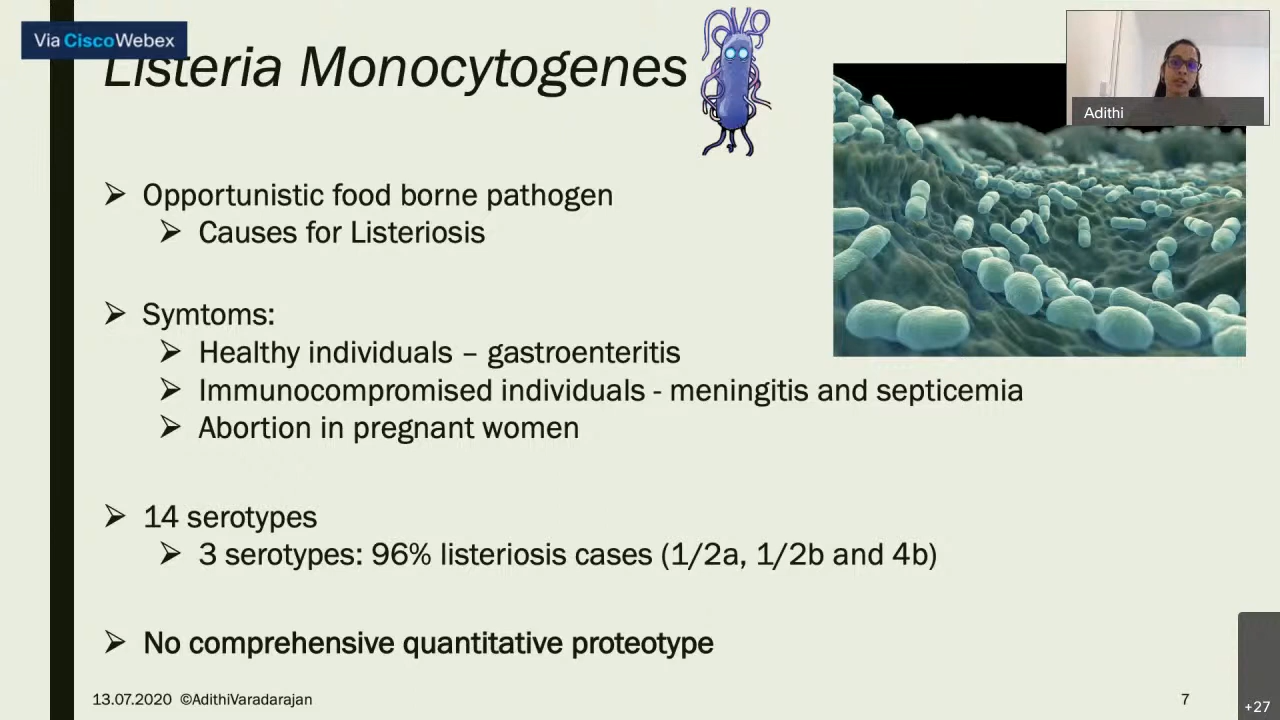 Via CiscoWebex
Listeria Monocytogenes
Adithi
Opportunistic food borne pathogen
Causes for Listeriosis
Symtoms:
Healthy individuals – gastroenteritis
Immunocompromised individuals - meningitis and septicemia
Abortion in pregnant women
14 serotypes
3 serotypes: 96% listeriosis cases (1/2a, 1/2b and 4b)
No comprehensive quantitative proteotype
13.07.2020 ©AdithiVaradarajan
7
+27